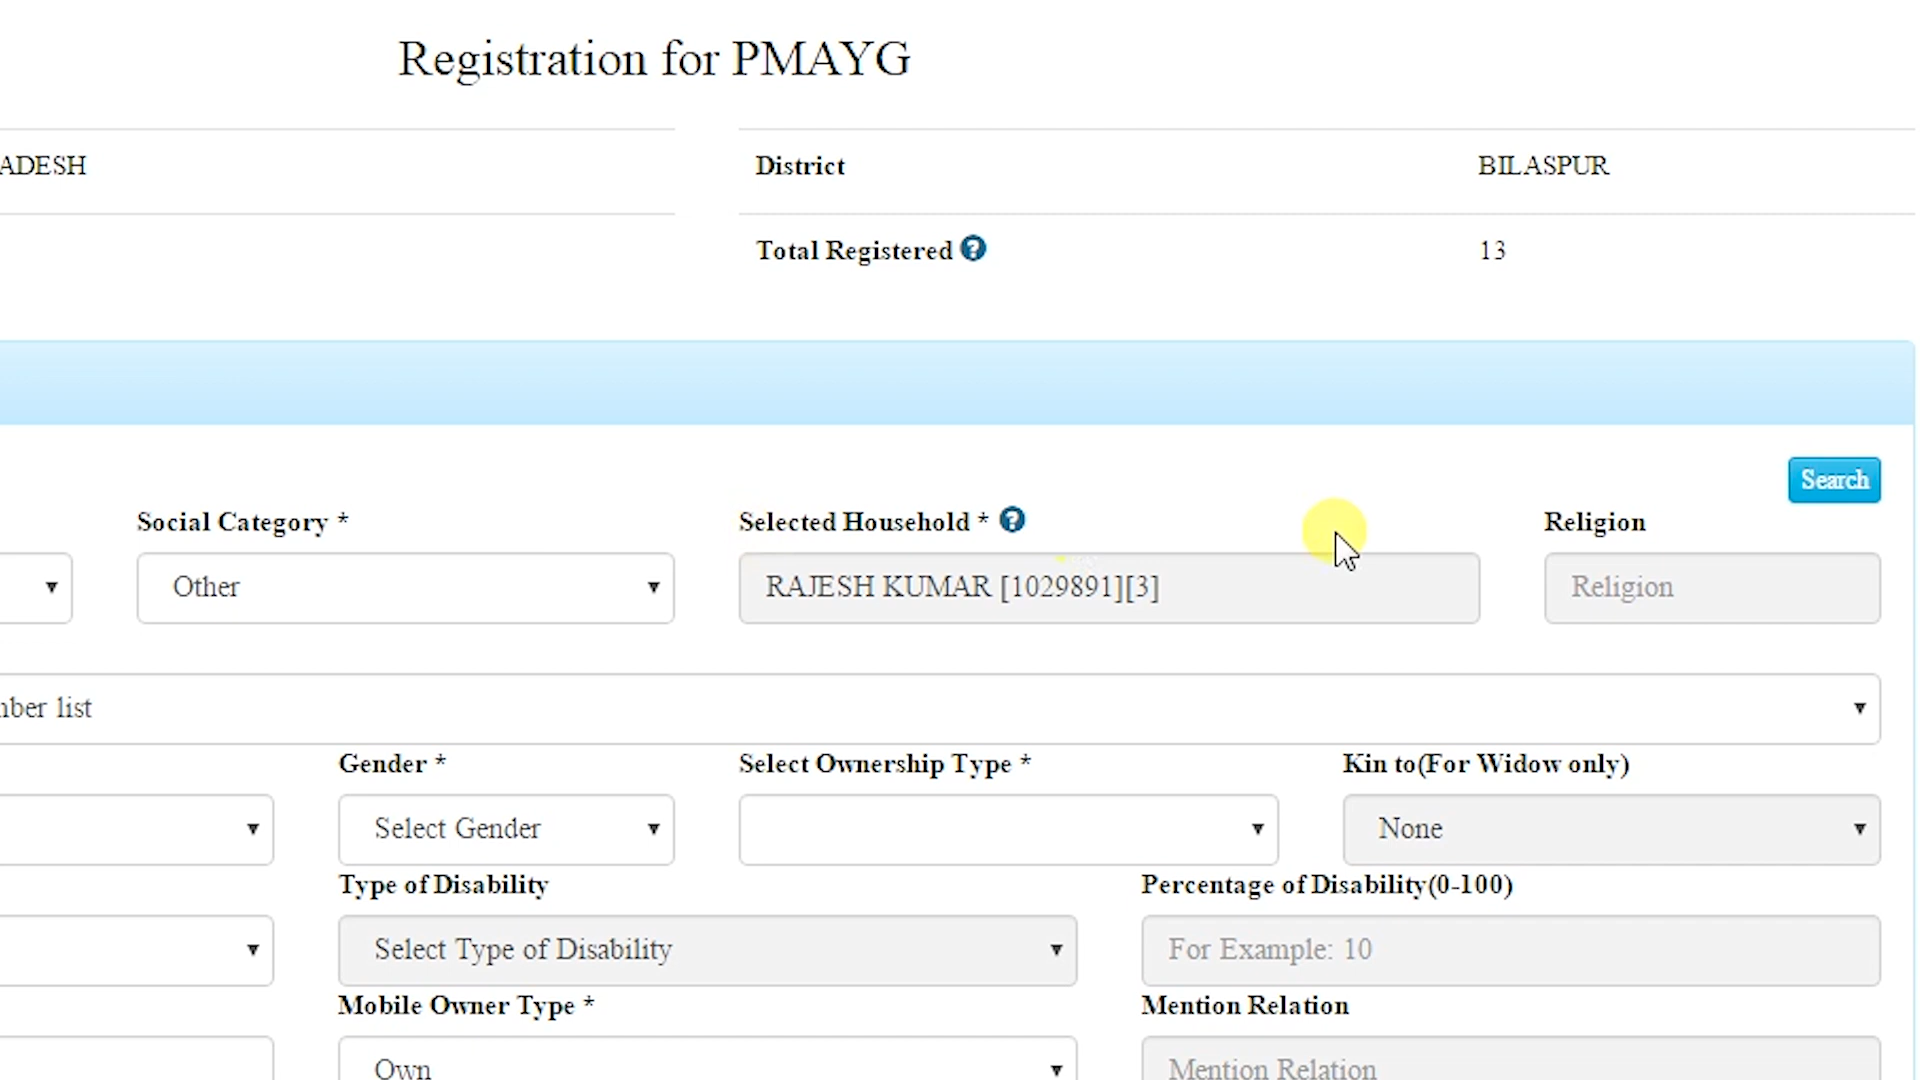 Registration for PMAYG
ADESH
District
BILASPUR
Total Registered
13
Search
Social Category *
Selected Household *
Religion
Other
RAJESH KUMAR [1029891][3]
Religion
list
Gender *
Select Ownership Type *
Kin to(For Widow only)
Select Gender
None
Type of Disability
Percentage of Disability(0-100)
Select Type of Disability
For Example: 10
Mobile Owner Type *
Mention Relation
Own
Mention Relation